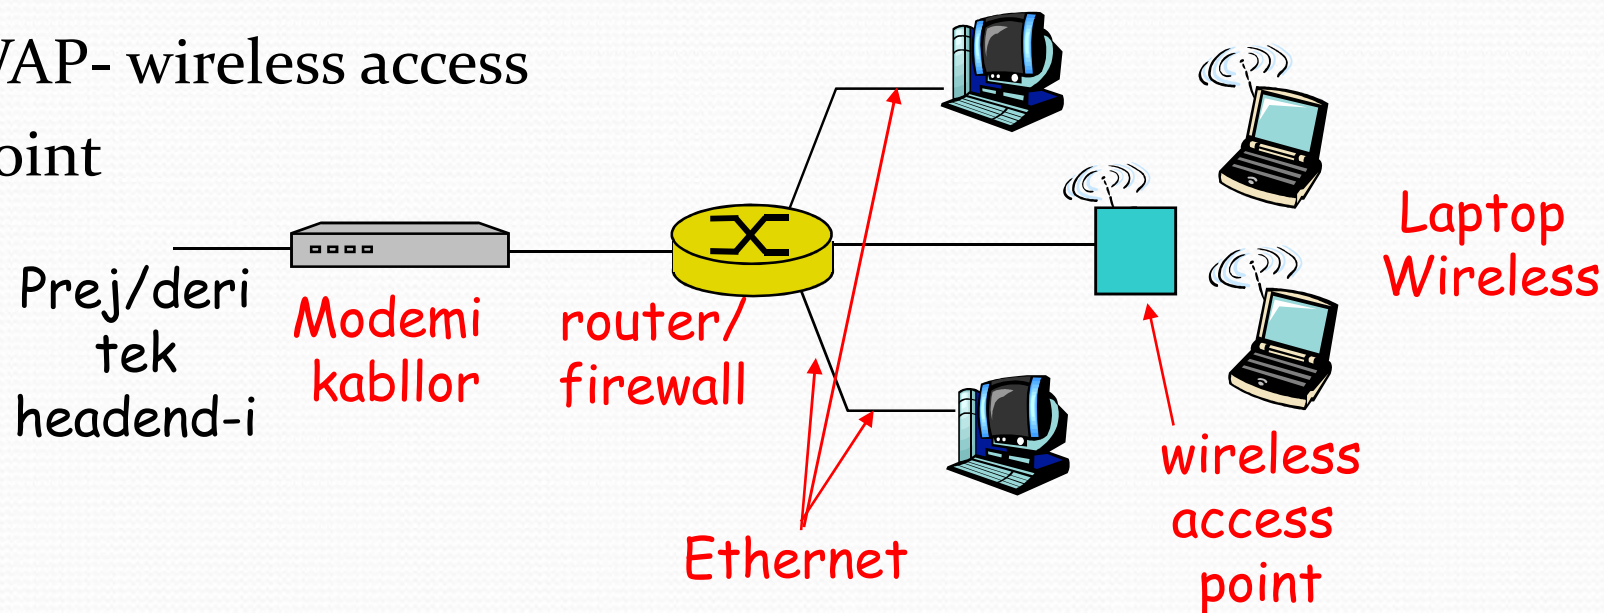 AP- wireless access
oint
Prej/deri
tek
headend-i
Modemi
kabllor
router/
firewall
Ethernet
wireless
access
point
Laptop
Wireless